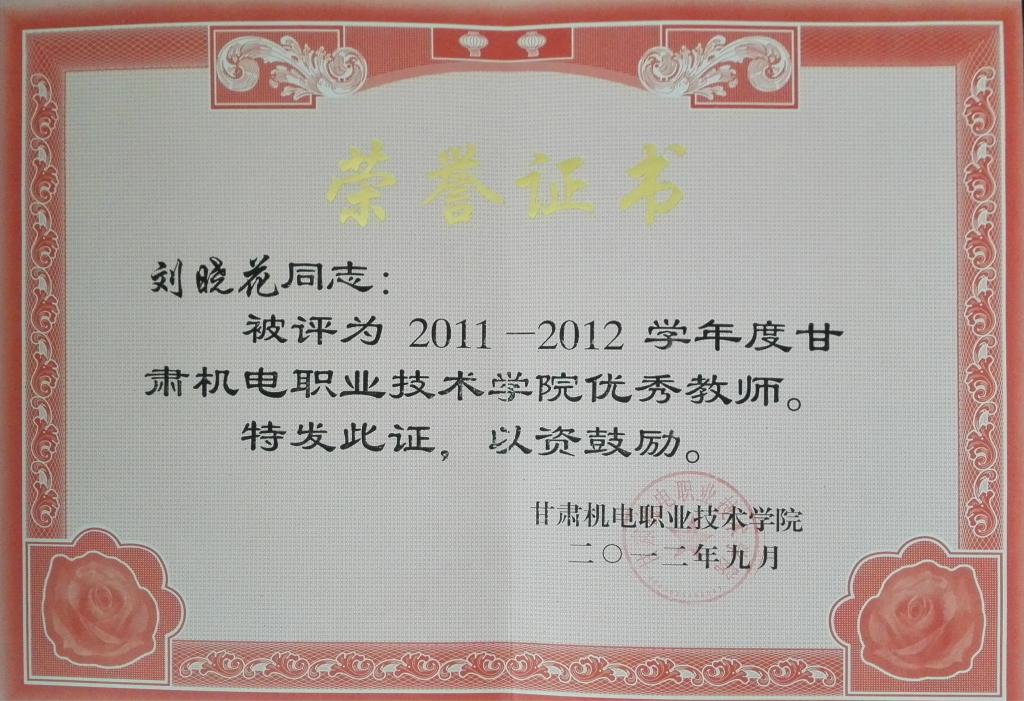 荣誉证书
刘晓花同志：
被评为 2011－2012 学年度甘
肃机电职业技术学院优秀教师。
特发此证，以资鼓励。
甘肃机电职业技术学院
二〇一二年九月